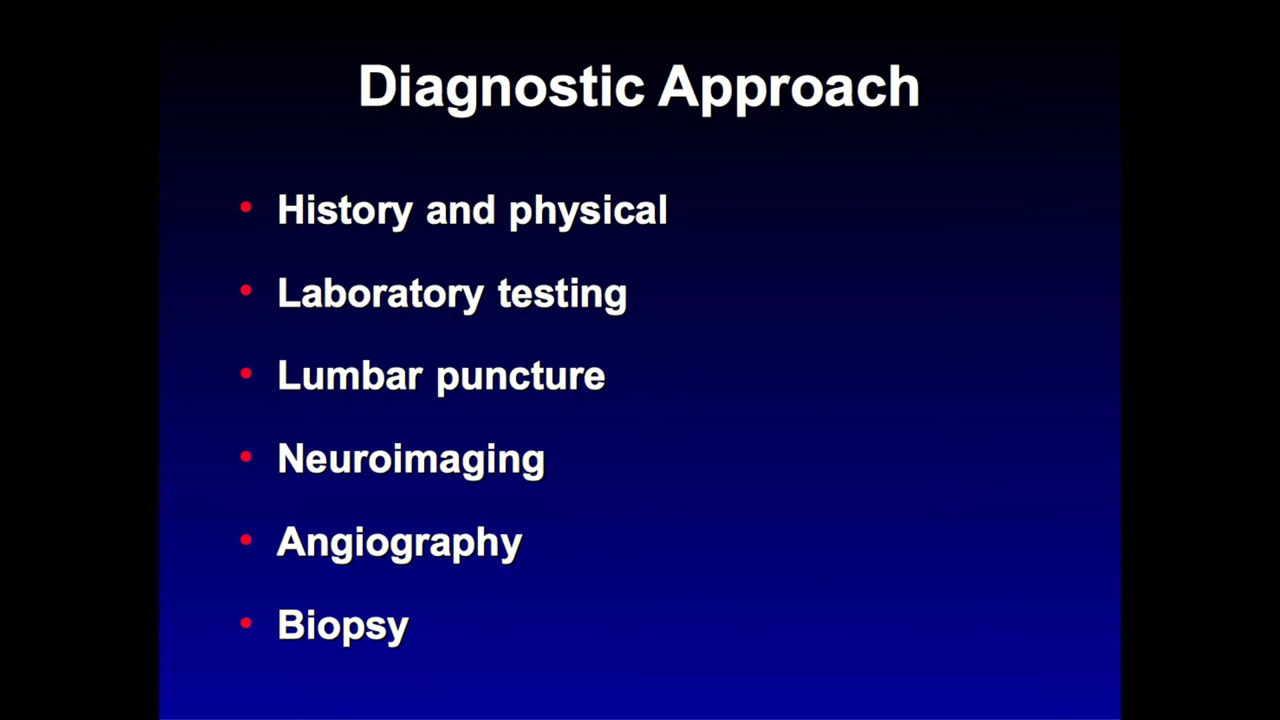 Diagnostic Approach
• History and physical
• Laboratory testing
• Lumbar puncture
• Neuroimaging
• Angiography
• Biopsy